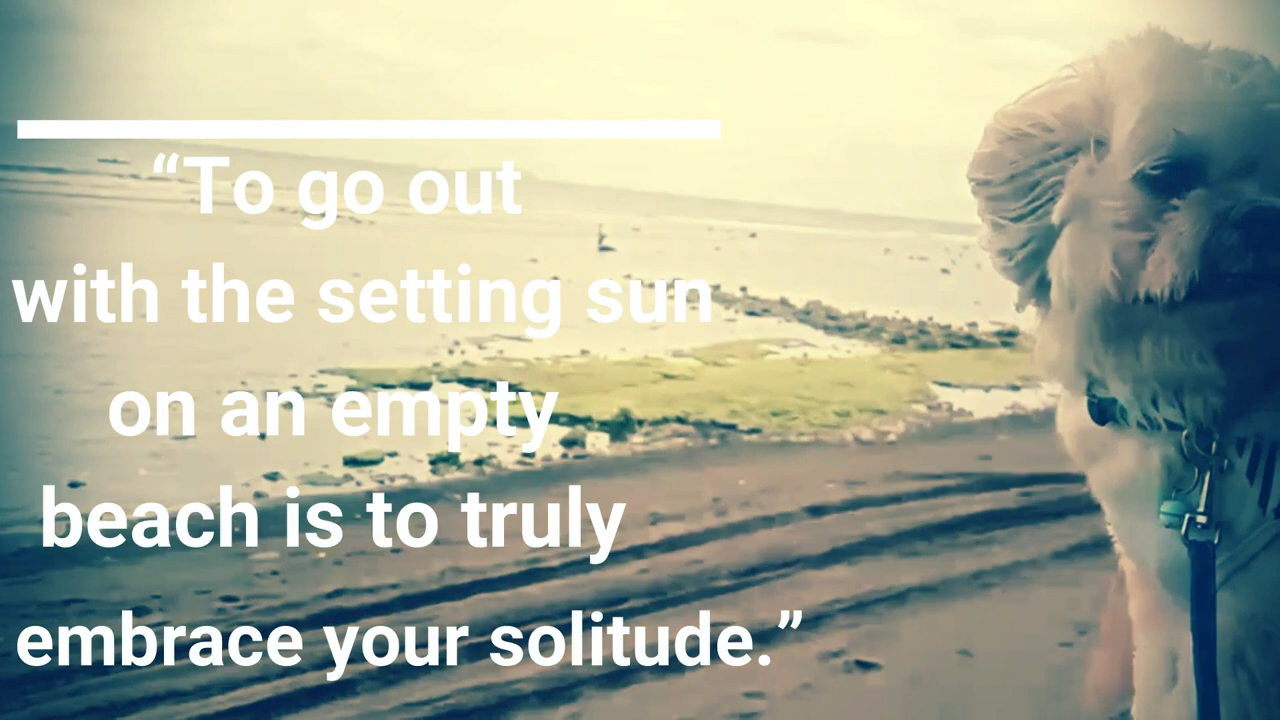 “To go out
with the setting sun
on an empty
beach is to truly
embrace your solitude.”